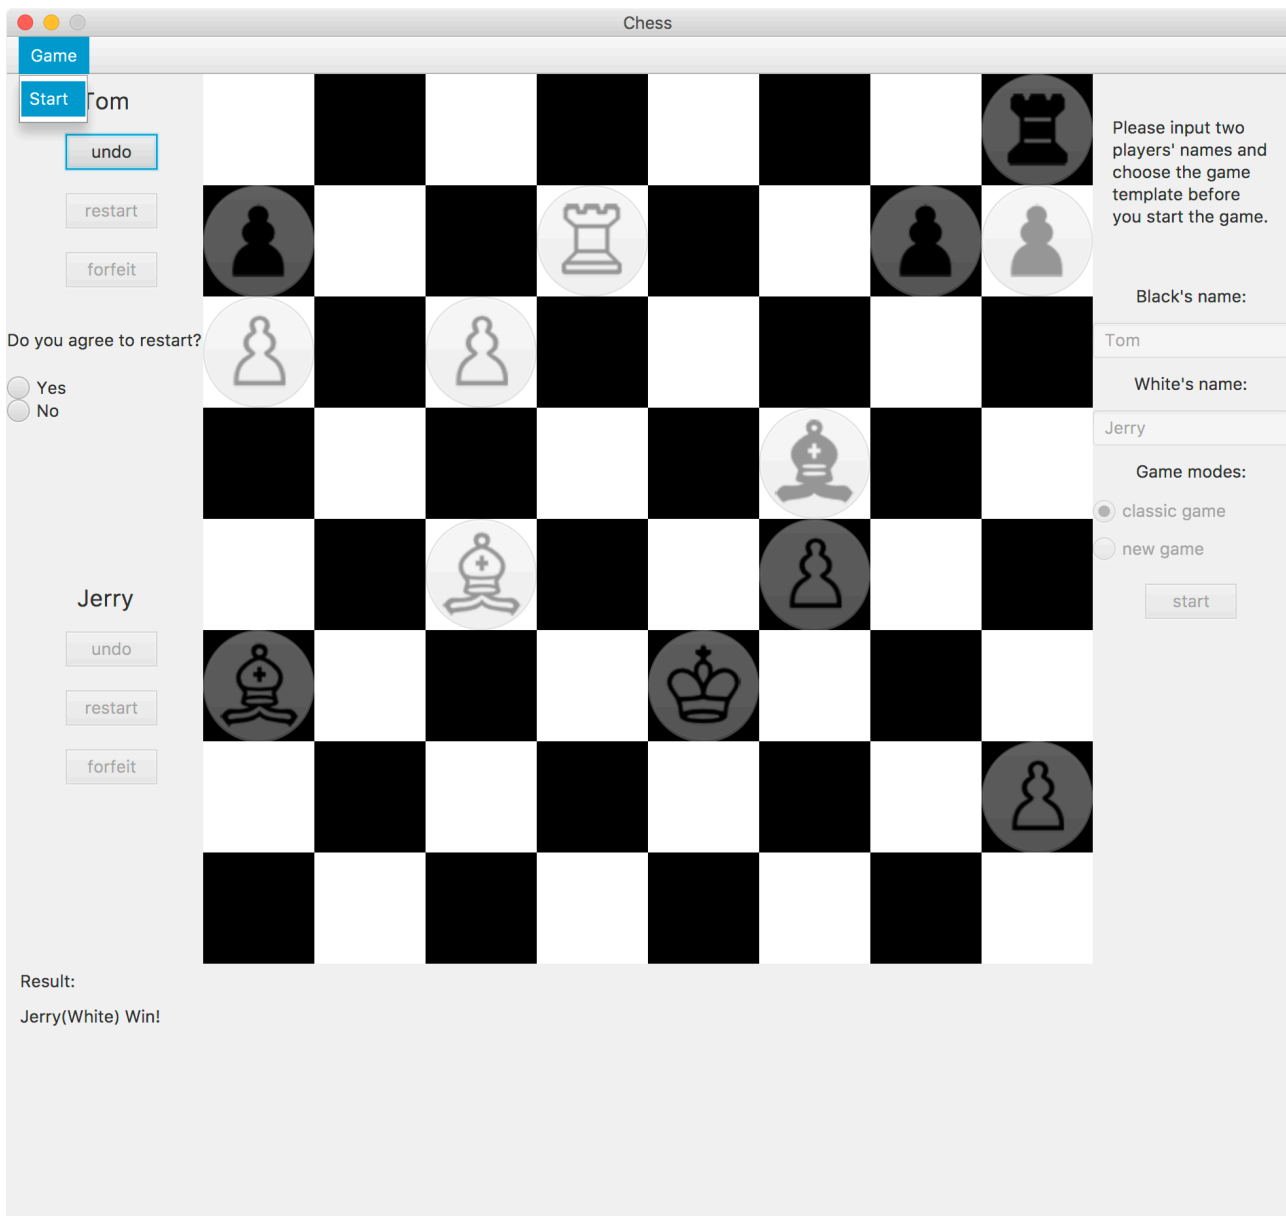 Chess
Game
Start
Tom
undo
restart
forfeit
Do you agree to restart?
Yes
No
Jerry
undo
restart
forfeit
Please input two
players' names and
choose the game
template before
you start the game.
Black's name:
Tom
White's name:
Jerry
Game modes:
classic game
new game
start
Result:
Jerry(White) Win!